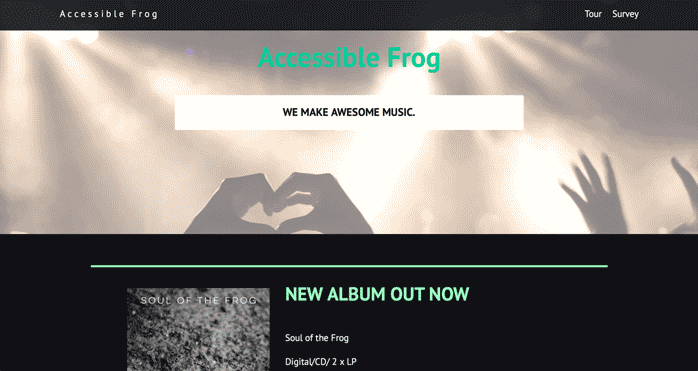 Accessible Frog
Tour Survey
Accessible Frog
WE MAKE AWESOME MUSIC.
SOUL OF THE FROG
NEW ALBUM OUT NOW
Soul of the Frog
Digital/CD/ 2 x LP